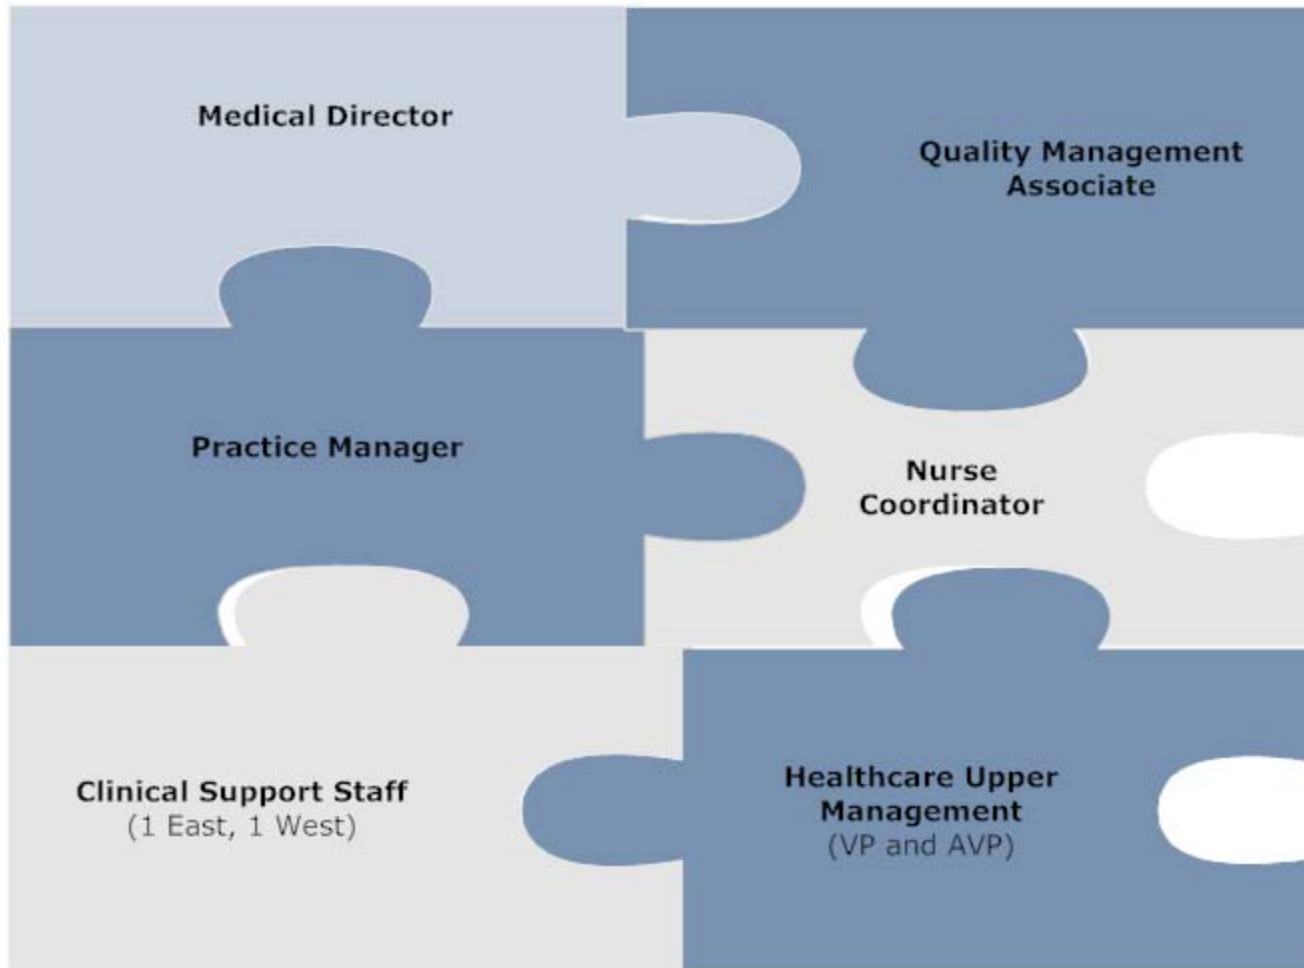 Medical Director
Quality Management
Associate
Practice Manager
Nurse
Coordinator
Clinical Support Staff
(1 East, 1 West)
Healthcare Upper
Management
(VP and AVP)